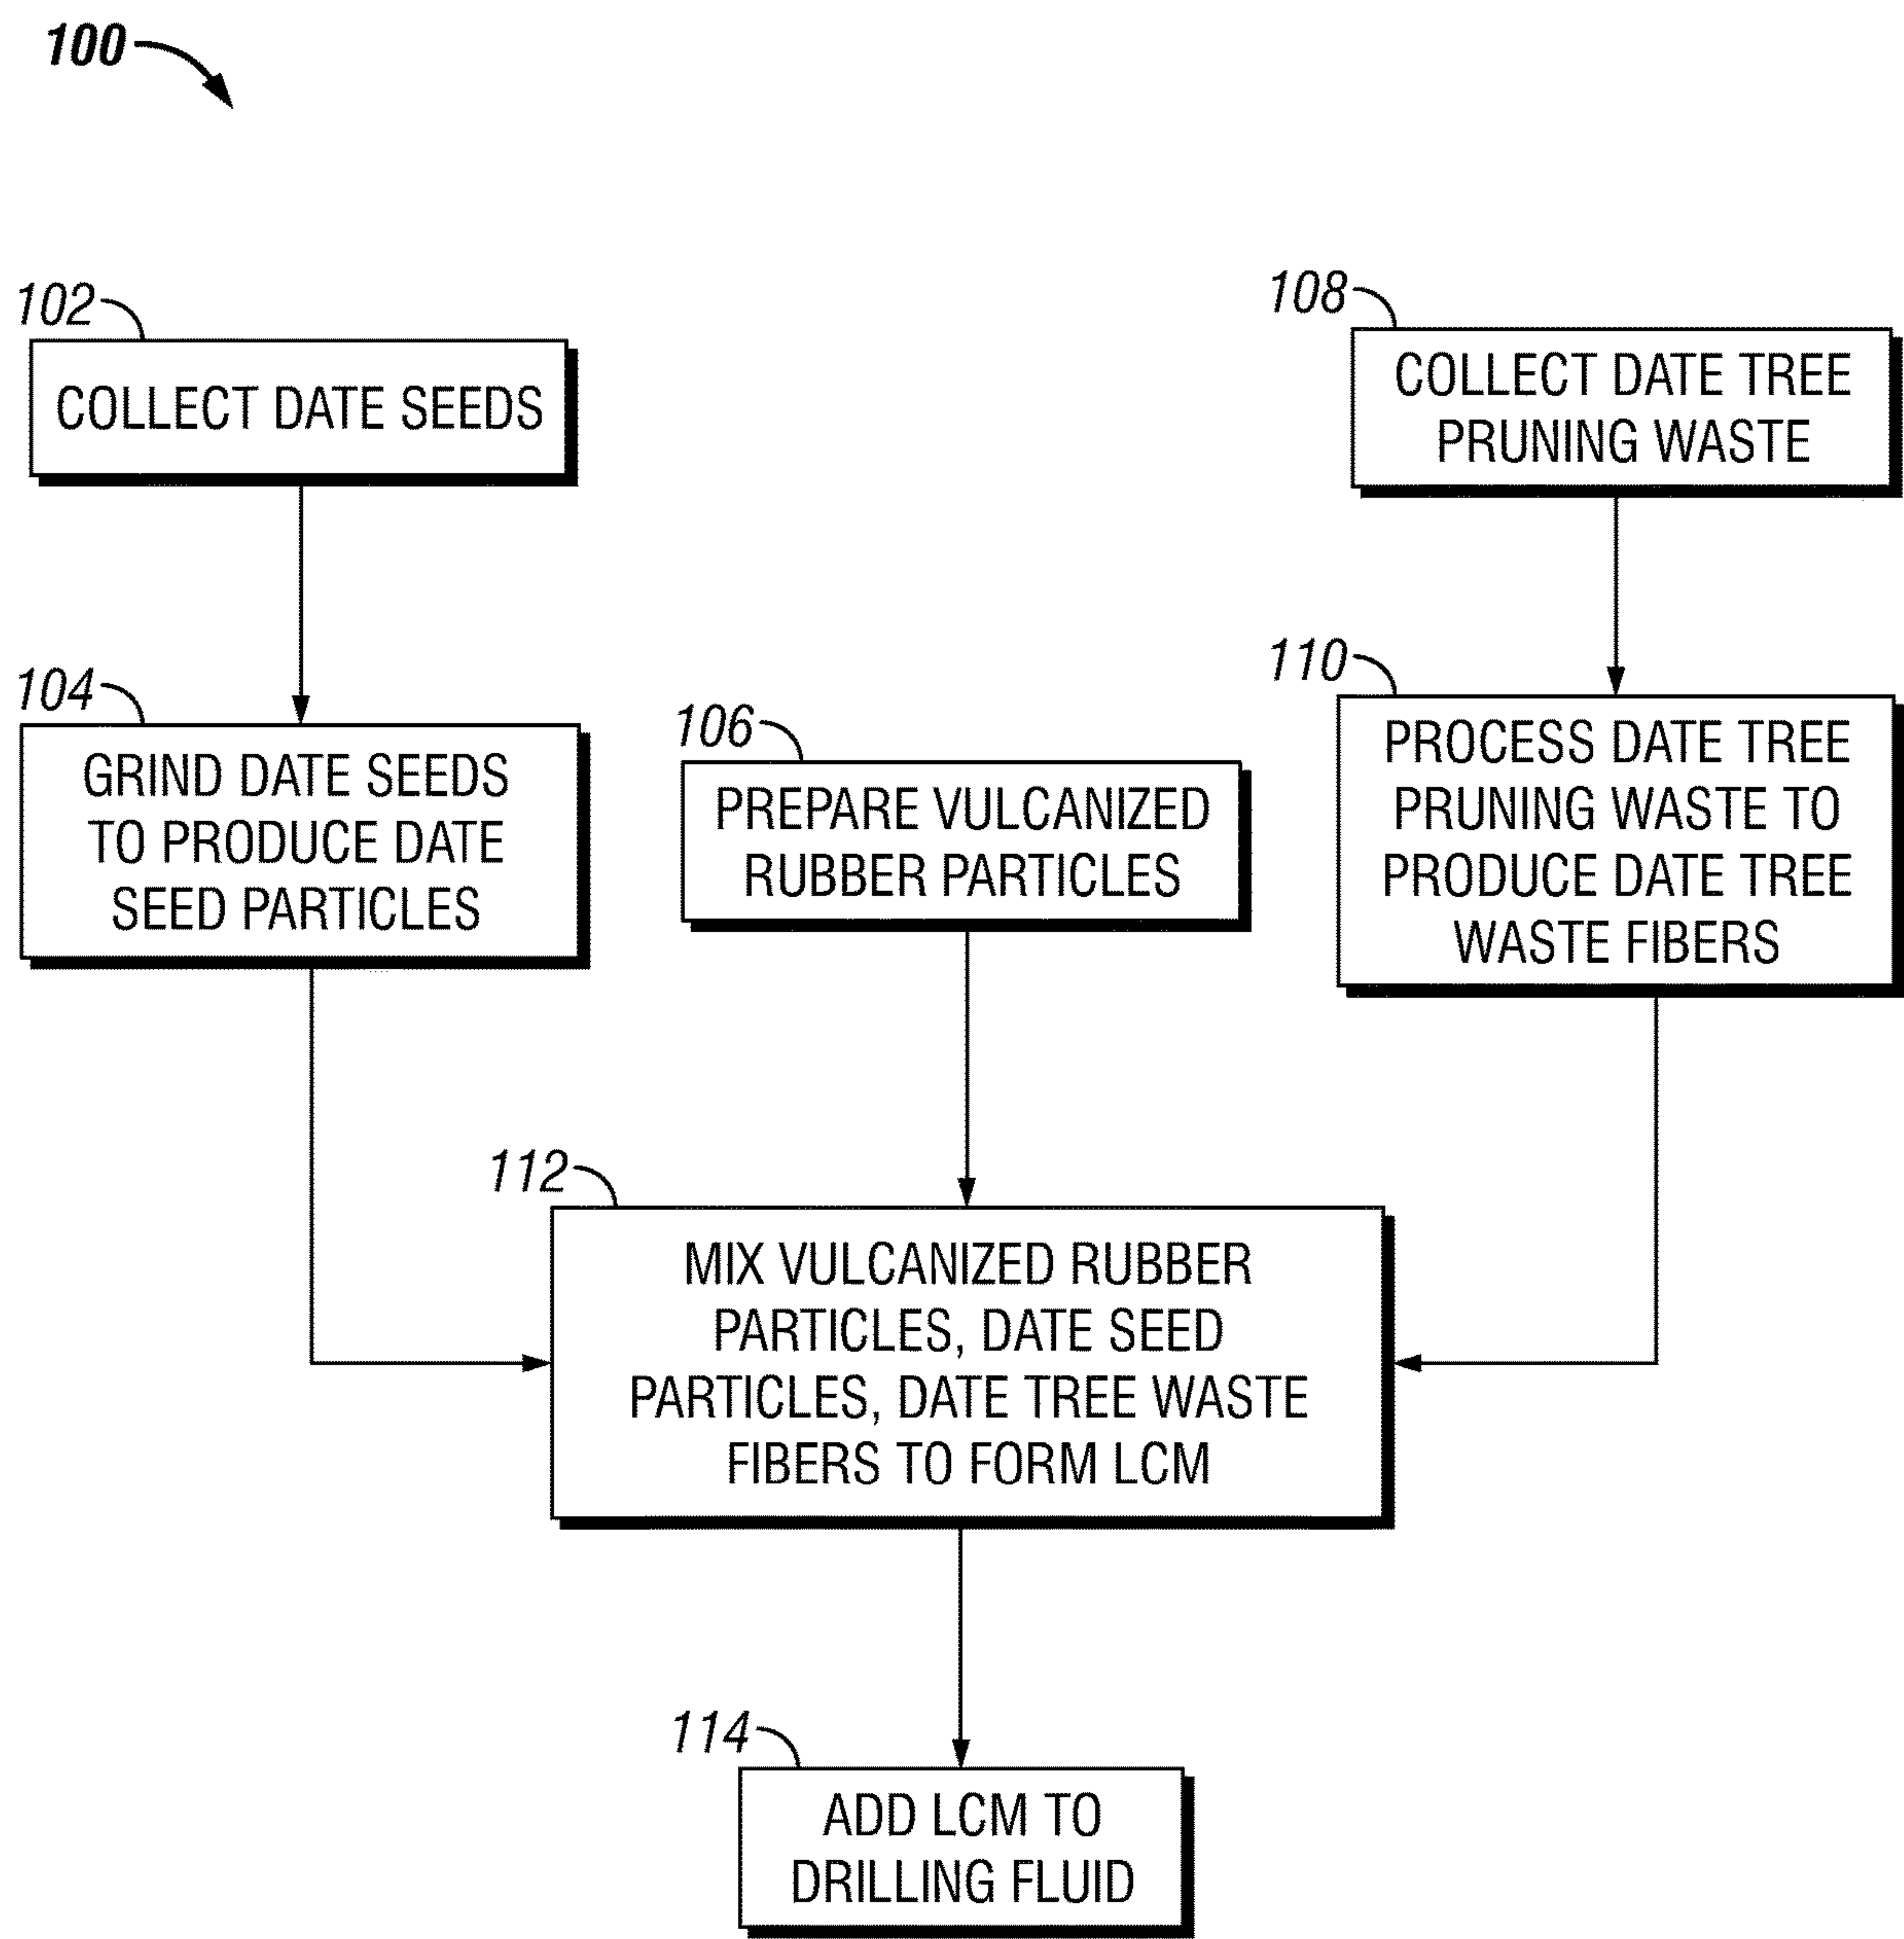 100
102
COLLECT DATE SEEDS
108
COLLECT DATE TREE
PRUNING WASTE
104
GRIND DATE SEEDS
TO PRODUCE DATE
SEED PARTICLES
106
PREPARE VULCANIZED
RUBBER PARTICLES
110
PROCESS DATE TREE
PRUNING WASTE TO
PRODUCE DATE TREE
WASTE FIBERS
112
MIX VULCANIZED RUBBER
PARTICLES, DATE SEED
PARTICLES, DATE TREE WASTE
FIBERS TO FORM LCM
114
ADD LCM TO
DRILLING FLUID